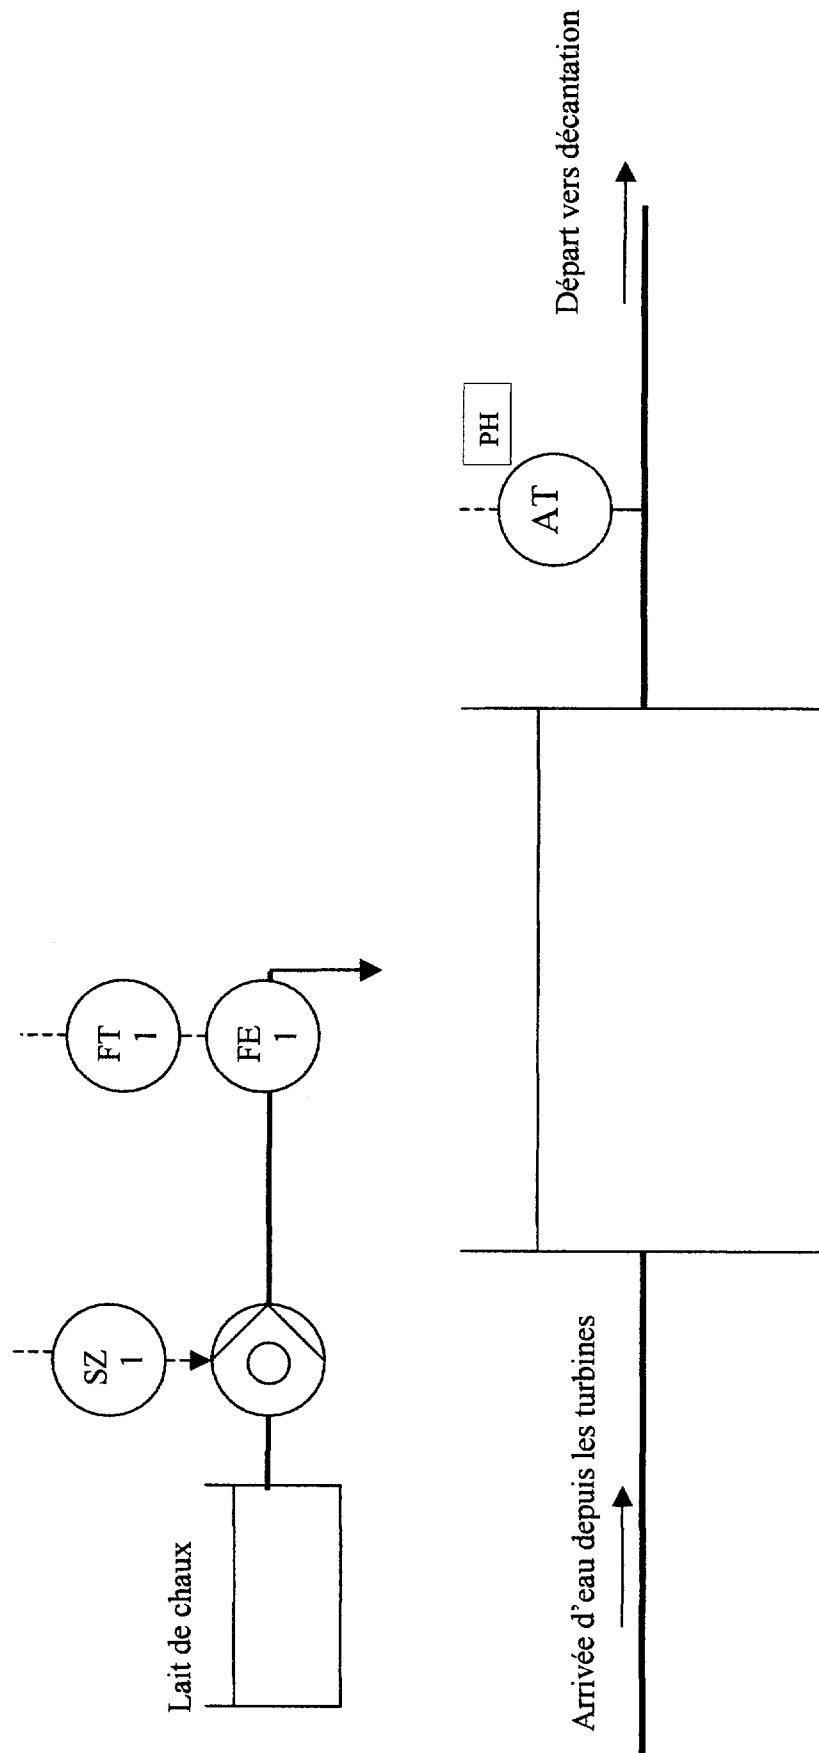 Lait de chaux
SZ
1
FT
1
FE
1
Arrivée d'eau depuis les turbines
AT
PH
Départ vers décantation